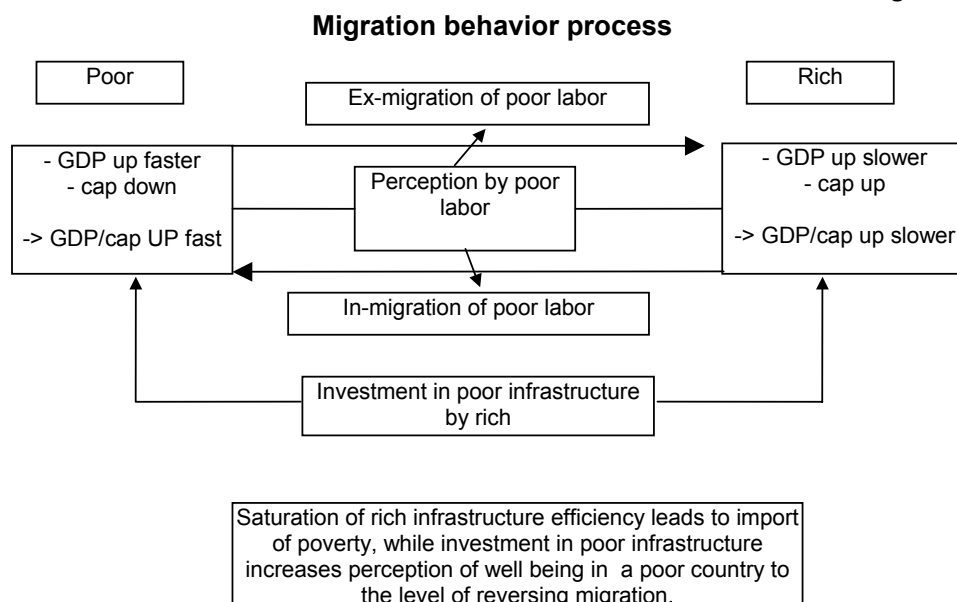 Migration behavior process
Poor
Rich
Ex-migration of poor labor
- GDP up faster
- cap down
-> GDP/cap UP fast
Perception by poor
labor
- GDP up slower
- cap up
-> GDP/cap up slower
In-migration of poor labor
Investment in poor infrastructure
by rich
Saturation of rich infrastructure efficiency leads to import
of poverty, while investment in poor infrastructure
increases perception of well being in a poor country to
the level of reversing migration.